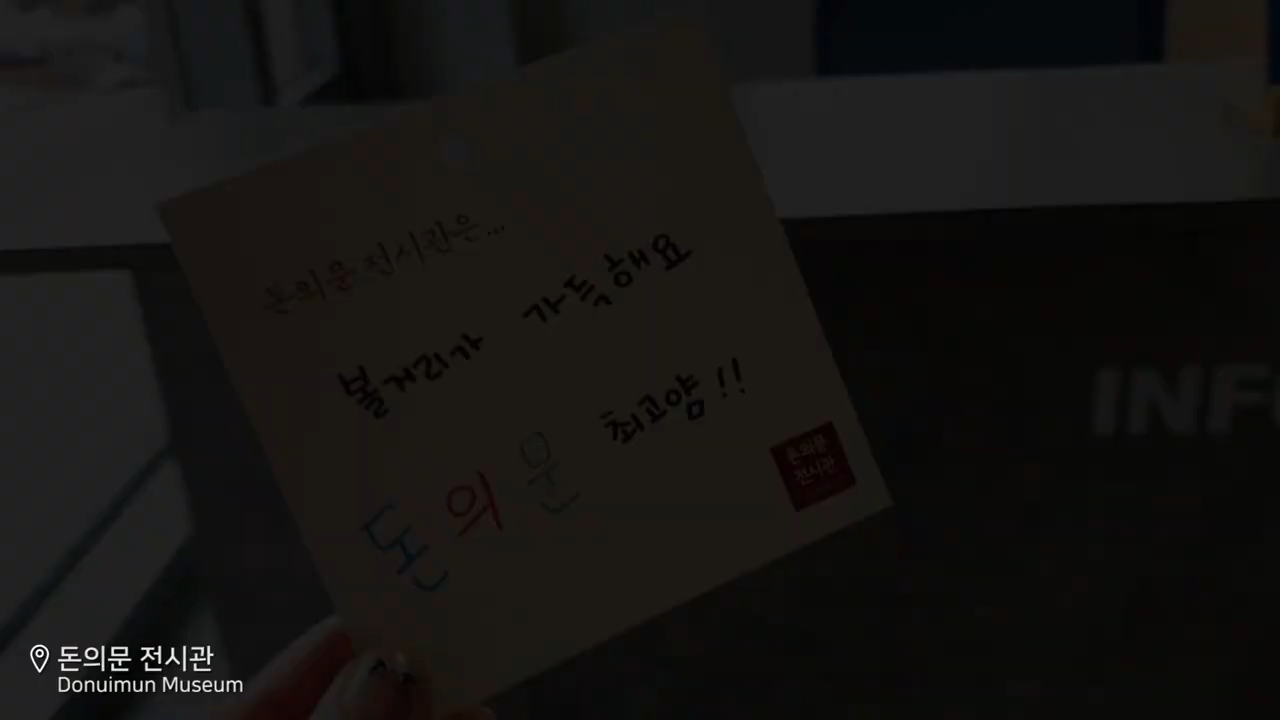 돈의문 전시관은...
볼거리가 가득해요
최고얌!!
돈의문
돈의문
전시관
INF
돈의문 전시관
Donuimun Museum